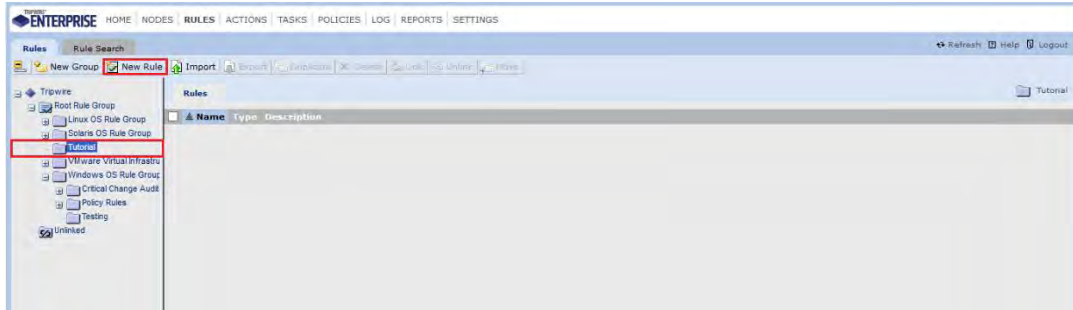 TRIPWIRE
ENTERPRISE HOME NODES RULES ACTIONS TASKS POLICIES LOG REPORTS SETTINGS
Rules Rule Search Refresh Help Logout
New Group New Rule Import Export Duplicate Delete Link Unlink Move
Tripwire
Rules Tutorial
Root Rule Group
Linux OS Rule Group
Name Type Description
Solaris OS Rule Group
Tutorial
VMware Virtual Infrastru
Windows OS Rule Group
Critical Change Audit
Policy Rules
Testing
Unlinked